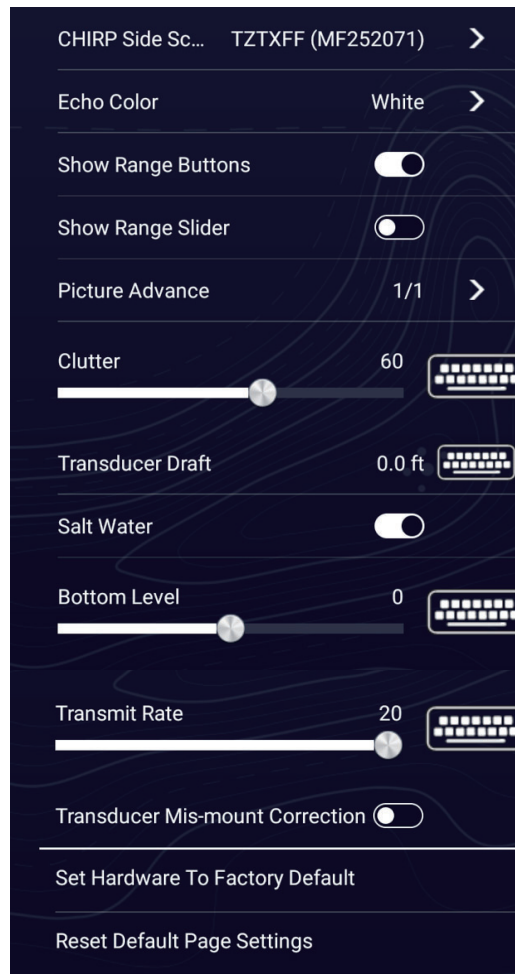 CHIRP Side Sc... TZTXFF (MF252071)
Echo Color White
Show Range Buttons
Show Range Slider
Picture Advance 1/1
Clutter 60
Transducer Draft 0.0 ft
Salt Water
Bottom Level 0
Transmit Rate 20
Transducer Mis-mount Correction
Set Hardware To Factory Default
Reset Default Page Settings